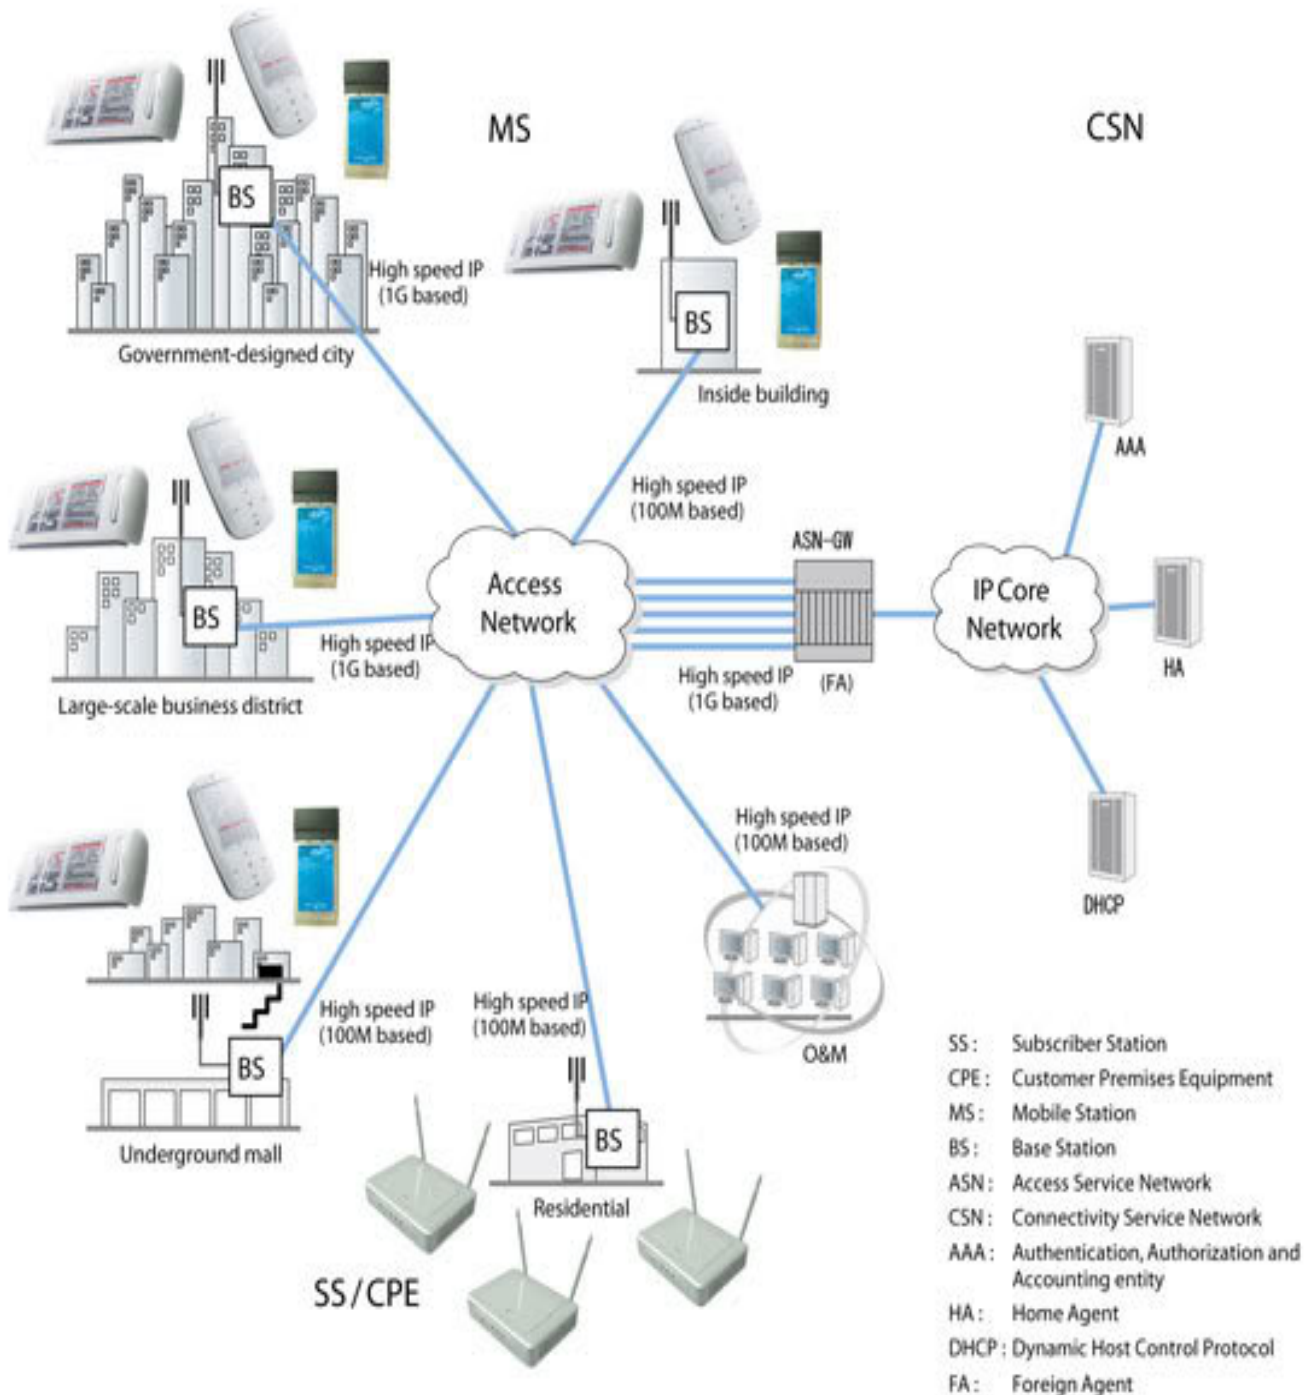 MS
CSN
BS
High speed IP
(1G based)
Government-designed city
BS
Inside building
High speed IP
(100M based)
AAA
BS
High speed IP
(1G based)
Large-scale business district
Access
Network
ASN-GW
(FA)
High speed IP
(1G based)
IP Core
Network
HA
DHCP
High speed IP
(100M based)
O&M
BS
High speed IP
(100M based)
Underground mall
High speed IP
(100M based)
BS
Residential
SS/CPE
SS : Subscriber Station
CPE : Customer Premises Equipment
MS : Mobile Station
BS : Base Station
ASN : Access Service Network
CSN : Connectivity Service Network
AAA : Authentication, Authorization and
Accounting entity
HA : Home Agent
DHCP : Dynamic Host Control Protocol
FA : Foreign Agent